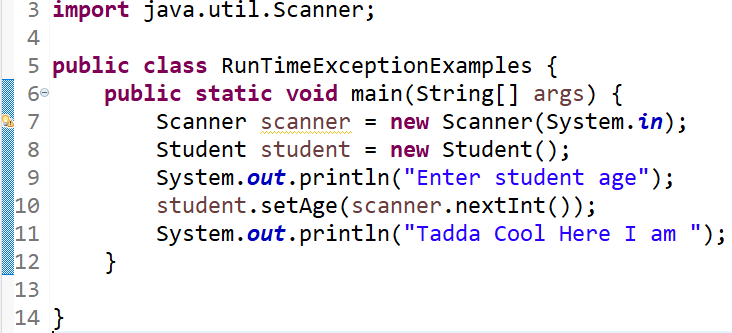 3 import java.util.Scanner;
4
5 public class RunTimeExceptionExamples {
6 public static void main(String[] args) {
7 Scanner scanner = new Scanner(System.in);
8 Student student = new Student();
9 System.out.println("Enter student age");
10 student.setAge(scanner.nextInt());
11 System.out.println("Tadda Cool Here I am ");
12 }
13
14 }